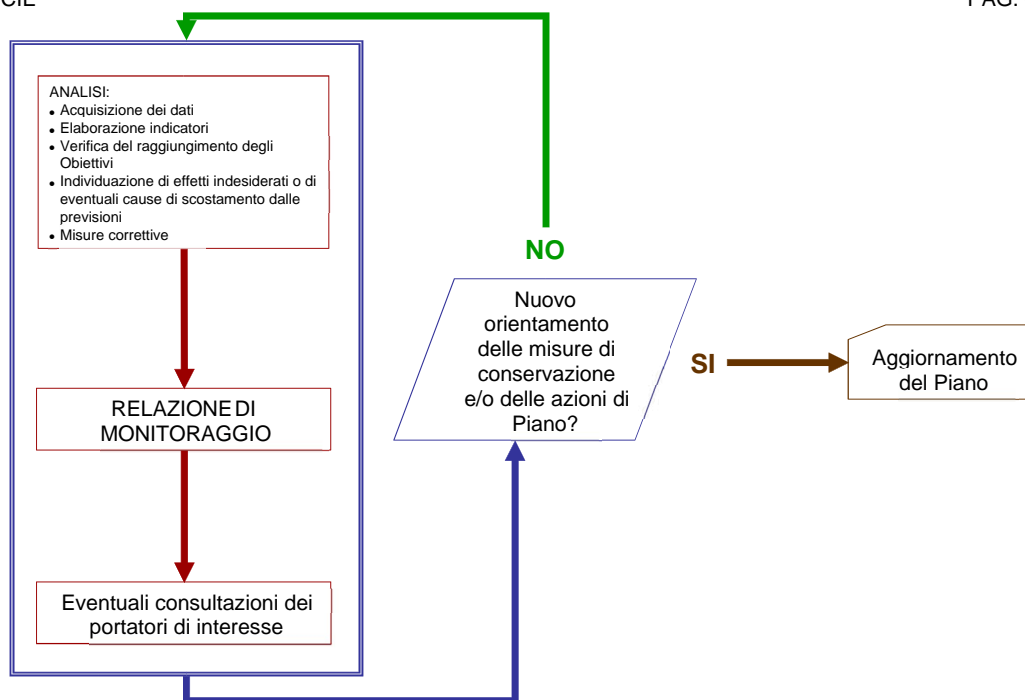 ANALISI:
• Acquisizione dei dati
• Elaborazione indicatori
• Verifica del raggiungimento degli
Obiettivi
• Individuazione di effetti indesiderati o di
eventuali cause di scostamento dalle
previsioni
• Misure correttive
RELAZIONE DI
MONITORAGGIO
Eventuali consultazioni dei
portatori di interesse
NO
Nuovo
orientamento
delle misure di
conservazione
e/o delle azioni di
Piano?
SI
Aggiornamento
del Piano